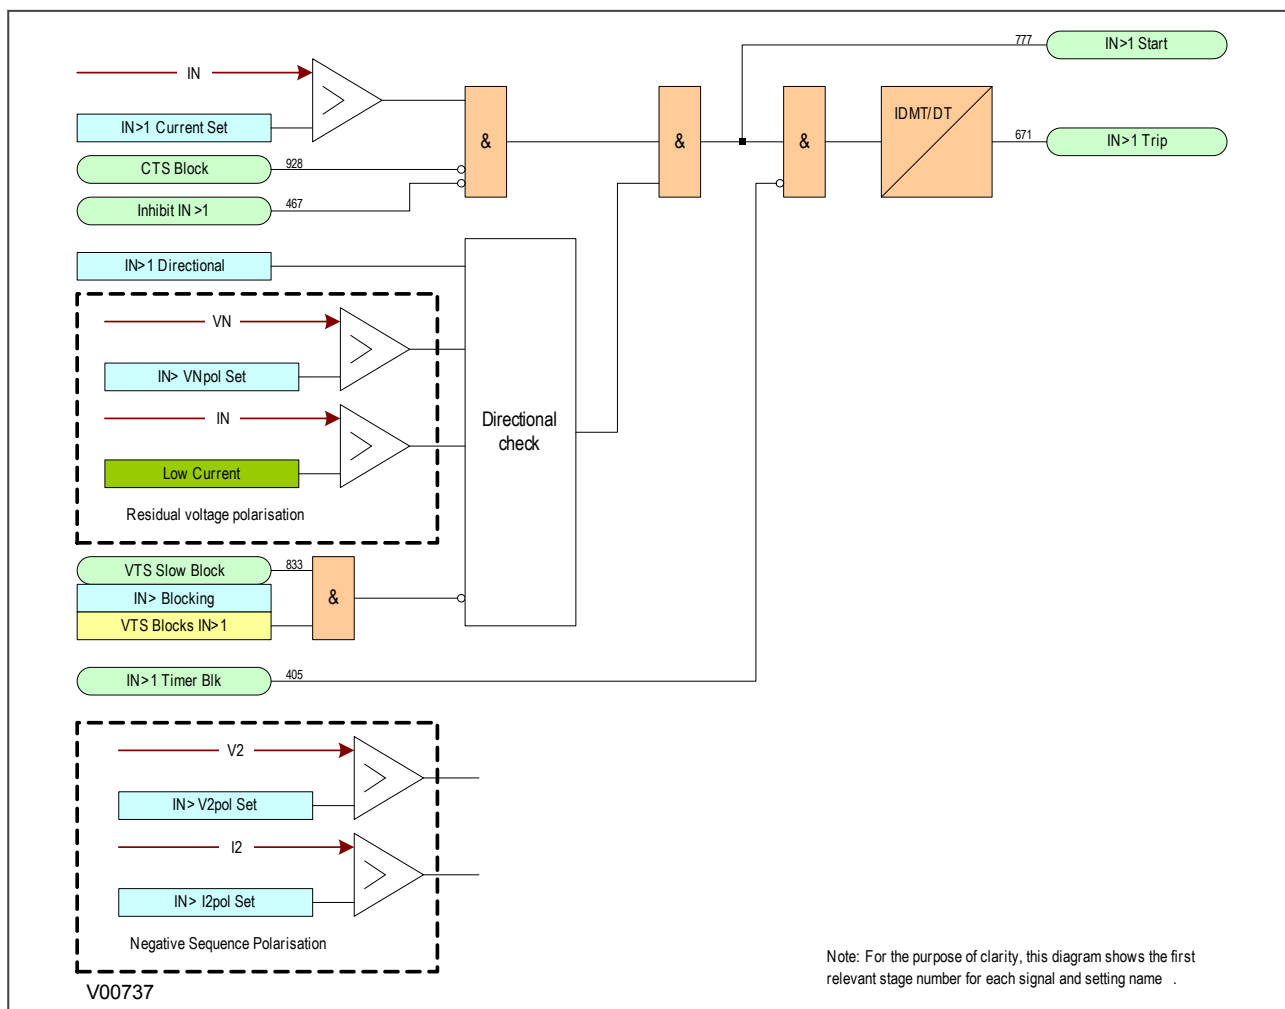 777
IN>1 Start
IN
IDMT/DT
IN>1 Current Set
&
&
&
671
IN>1 Trip
CTS Block
928
Inhibit IN >1
467
IN>1 Directional
VN
IN> VNpol Set
IN
Directional
check
Low Current
Residual voltage polarisation
VTS Slow Block
833
IN> Blocking
&
VTS Blocks IN>1
IN>1 Timer Blk
405
V2
IN> V2pol Set
I2
IN> I2pol Set
Negative Sequence Polarisation
Note: For the purpose of clarity, this diagram shows the first
relevant stage number for each signal and setting name .
V00737